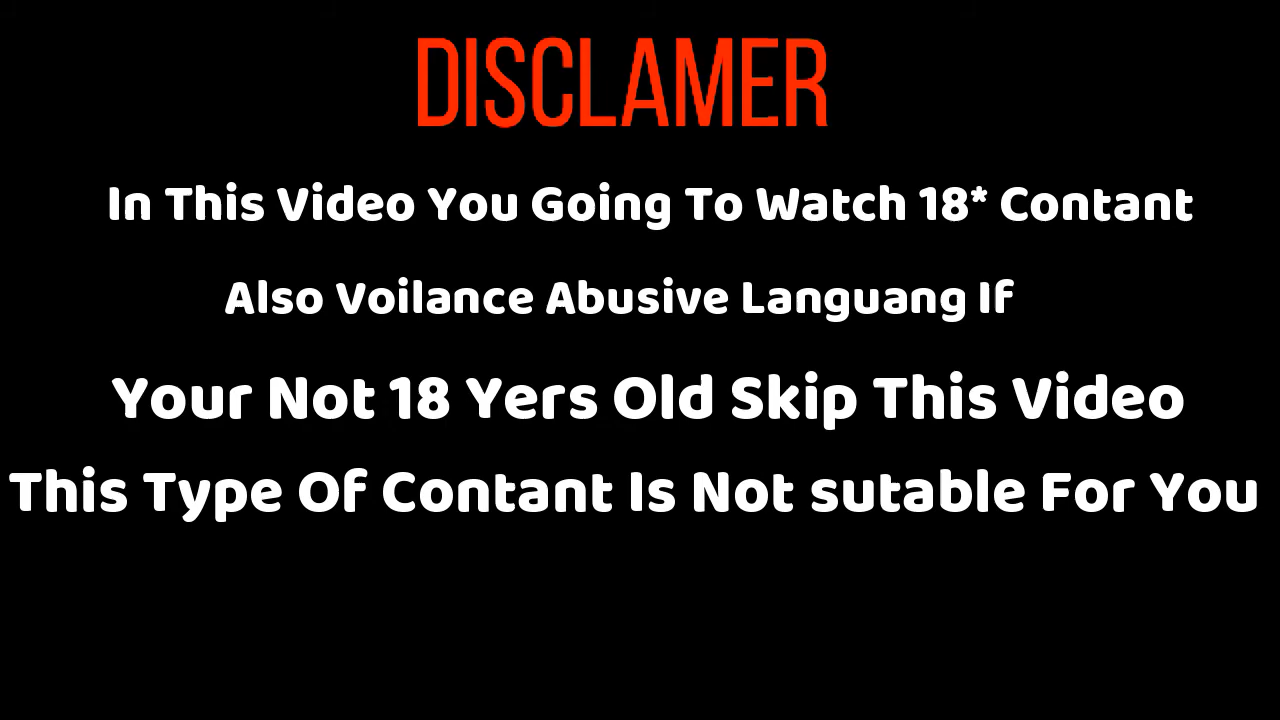 DISCLAMER
In This Video You Going To Watch 18* Contant
Also Voilance Abusive Languang If
Your Not 18 Yers Old Skip This Video
This Type Of Contant Is Not sutable For You